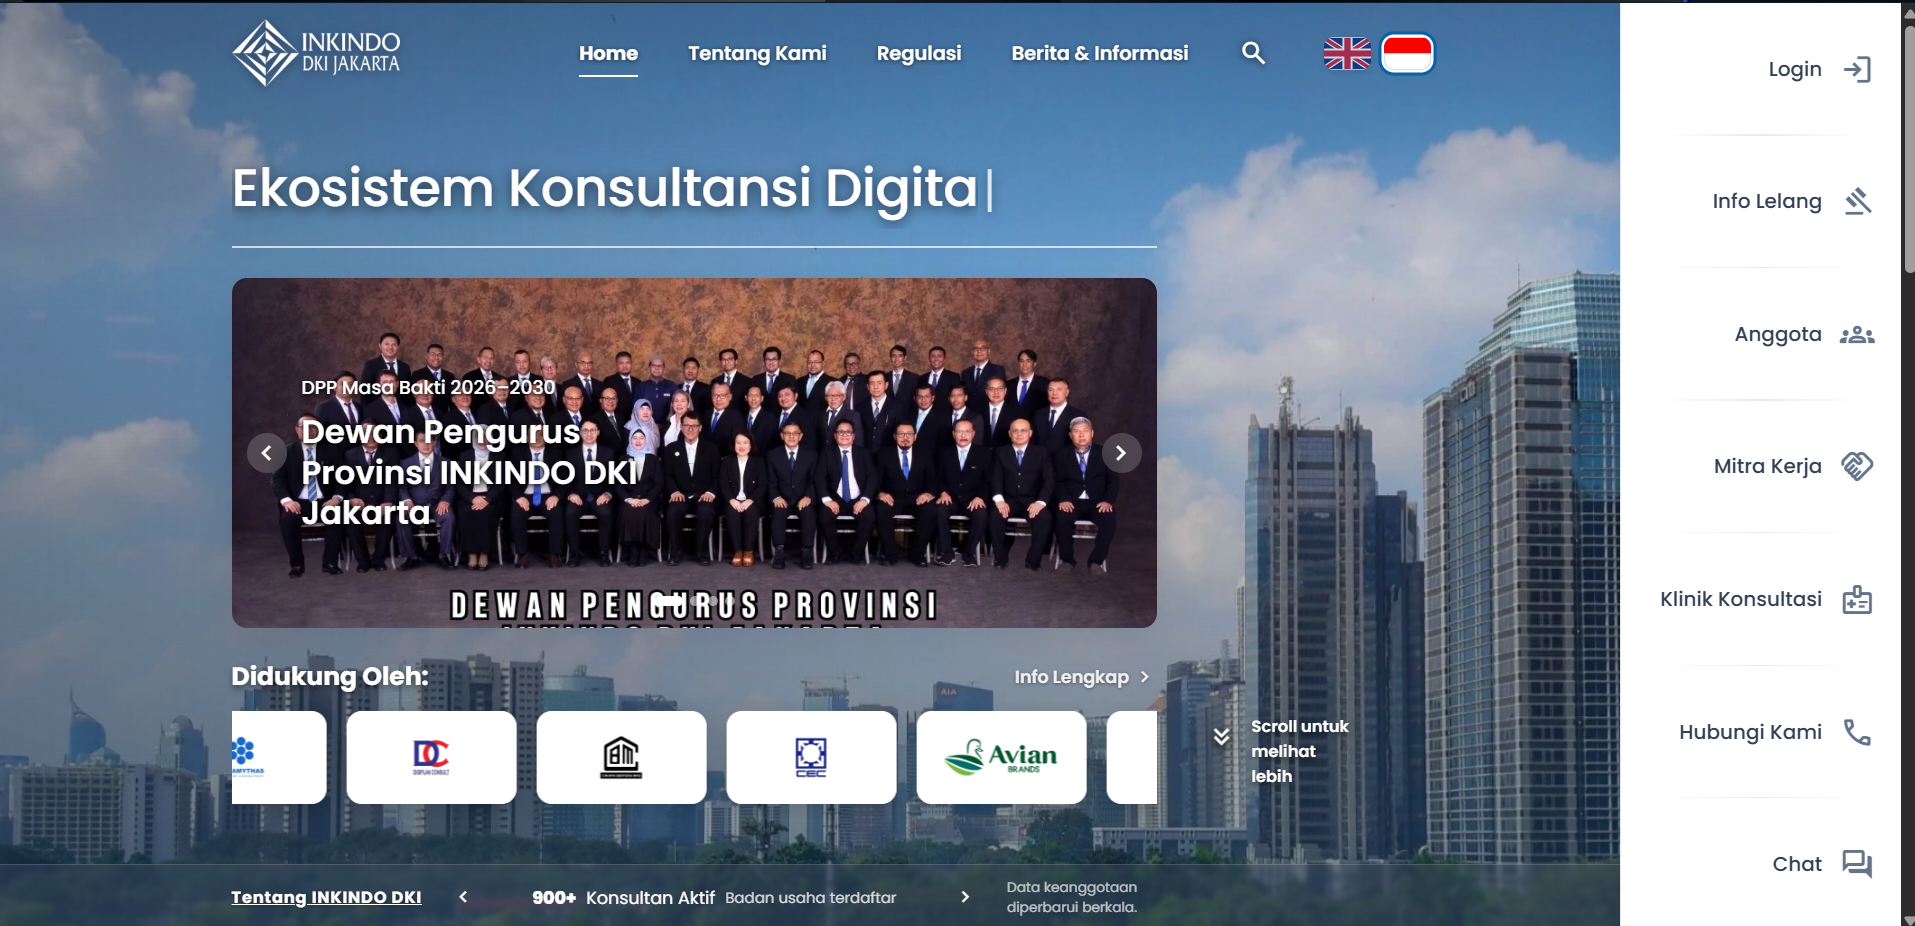 INKINDO
DKI JAKARTA
Home
Tentang Kami
Regulasi
Berita & Informasi
Login
Info Lelang
Anggota
Mitra Kerja
Klinik Konsultasi
Hubungi Kami
Chat
Ekosistem Konsultansi Digita
DPP Masa Bakti 2026–2030
Dewan Pengurus
Provinsi INKINDO DKI
Jakarta
DEWAN PENGURUS PROVINSI
Didukung Oleh:
Info Lengkap
DC
CEC
Avian
BRANDS
AIA
Scroll untuk
melihat
lebih
Tentang INKINDO DKI
900+ Konsultan Aktif Badan usaha terdaftar
Data keanggotaan
diperbarui berkala.